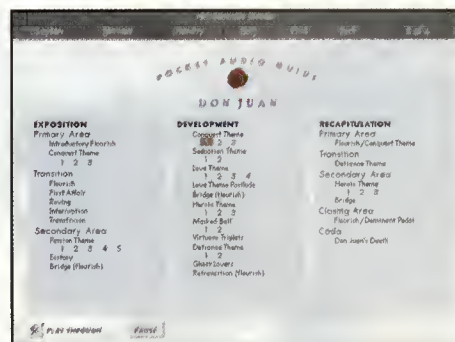 POCKET AUDIO GUIDE
DON JUAN
EXPOSITION
Primary Area
Introductory Flourish
Conquest Theme
1 2 3
Transition
Flourish
First Affair
Roving
Interruption
Transition
Secondary Area
Passion Theme
1 2 3 4 5
Ecstasy
Bridge (Flourish)
DEVELOPMENT
Conquest Theme
2 3
Seduction Theme
1 2
Love Theme
1 2 3 4
Love Theme Postlude
Bridge (Flourish)
Heroic Theme
1 2 3
Masked Ball
1 2
Virtuoso Triplets
Defiance Theme
1 2
Ghost Lovers
Retransition (Flourish)
RECAPITULATION
Primary Area
Flourish/Conquest Theme
Transition
Defiance Theme
Secondary Area
Heroic Theme
1 2 3
Bridge
Closing Area
Flourish/Dominant Pedal
Coda
Don Juan's Death
PLAY THROUGH PAUSE